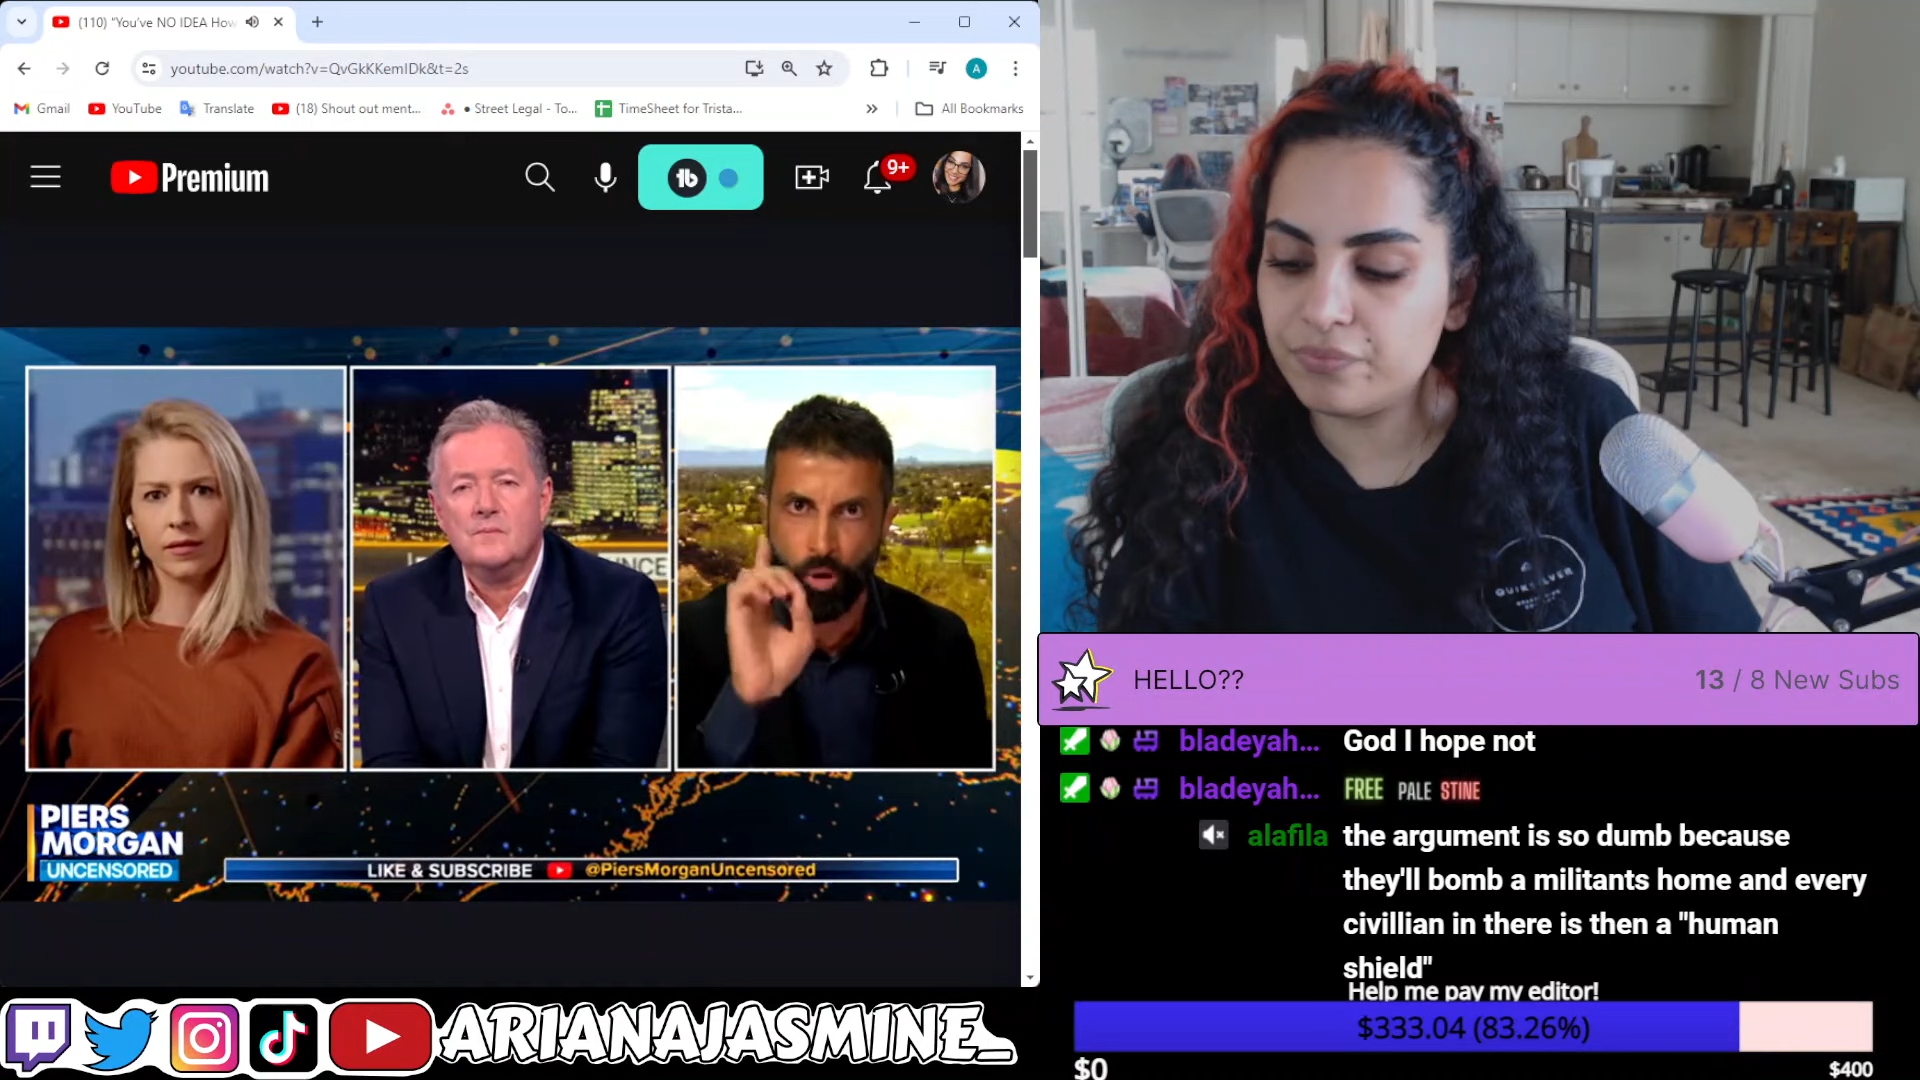 (110) "You've NO IDEA How
youtube.com/watch?v=QvGkKKemIDk&t=2s
A
Gmail
YouTube
Translate
(18) Shout out ment...
• Street Legal - To...
TimeSheet for Trista...
»
All Bookmarks
Premium
9+
PIERS
MORGAN
UNCENSORED
LIKE & SUBSCRIBE
@PiersMorganUncensored
ARIANAJASMINE_
QUIKSILVER
HELLO??
13 / 8 New Subs
bladeyah... God I hope not
bladeyah... FREE PALE STINE
alafila the argument is so dumb because
they'll bomb a militants home and every
civillian in there is then a "human
shield"
Help me pay my editor!
$333.04 (83.26%)
$0
$400